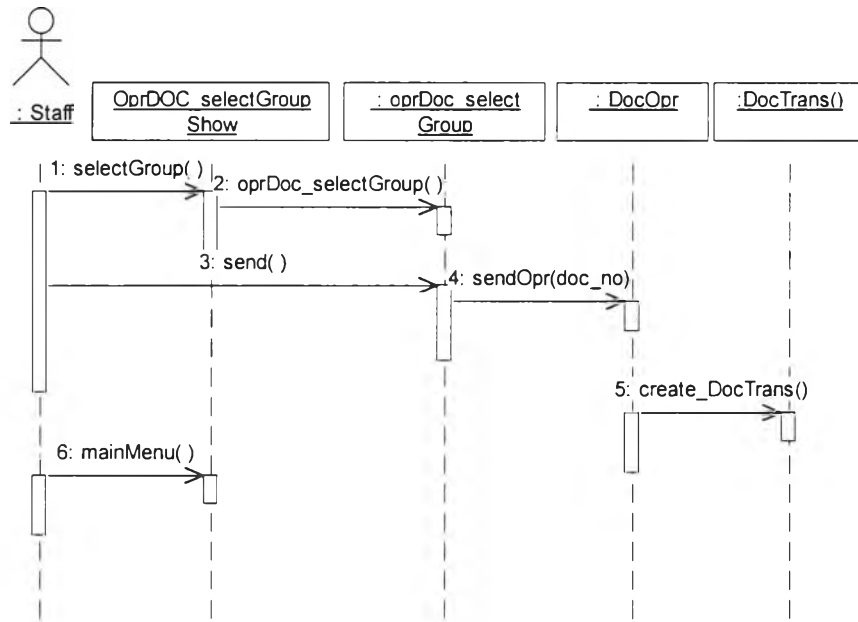 : Staff
OprDOC_selectGroup
Show
: oprDoc_select
Group
: DocOpr
:DocTrans()
1: selectGroup( )
2: oprDoc_selectGroup( )
3: send( )
4: sendOpr(doc_no)
5: create_DocTrans()
6: mainMenu( )